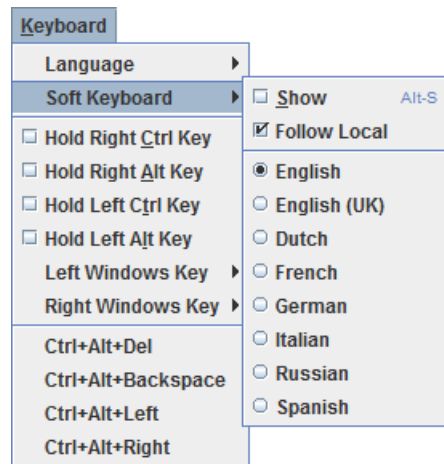 Keyboard
Language
Soft Keyboard
Hold Right Ctrl Key
Hold Right Alt Key
Hold Left Ctrl Key
Hold Left Alt Key
Left Windows Key
Right Windows Key
Ctrl+Alt+Del
Ctrl+Alt+Backspace
Ctrl+Alt+Left
Ctrl+Alt+Right
Show Alt-S
Follow Local
English
English (UK)
Dutch
French
German
Italian
Russian
Spanish